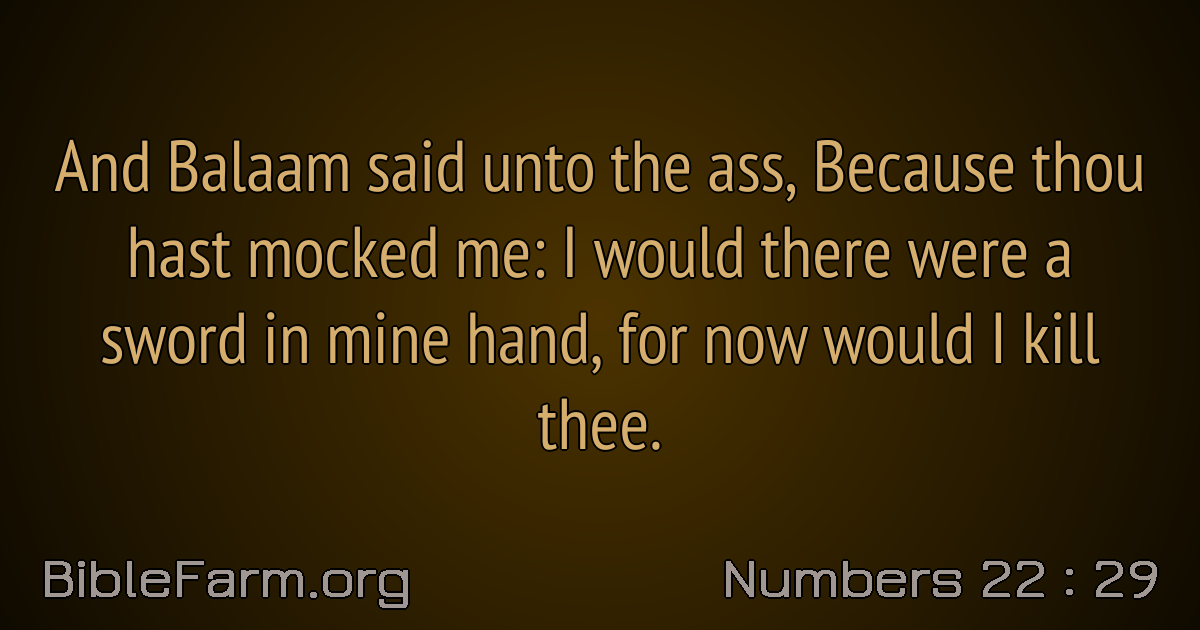 And Balaam said unto the ass, Because thou
hast mocked me: I would there were a
sword in mine hand, for now would I kill
thee.
BibleFarm.org
Numbers 22 : 29